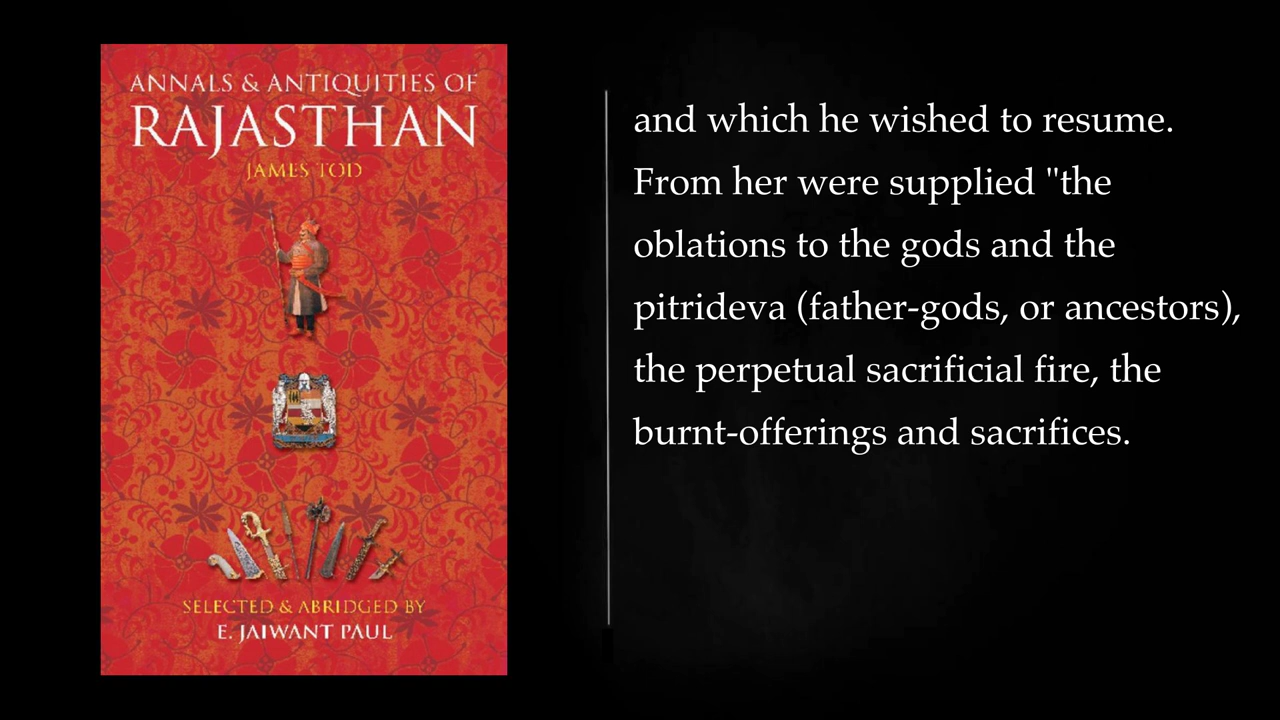 ANNALS & ANTIQUITIES OF
RAJASTHAN
JAMES TOD
SELECTED & ABRIDGED BY
E. JAIWANT PAUL
and which he wished to resume.
From her were supplied "the
oblations to the gods and the
pitrideva (father-gods, or ancestors),
the perpetual sacrificial fire, the
burnt-offerings and sacrifices.